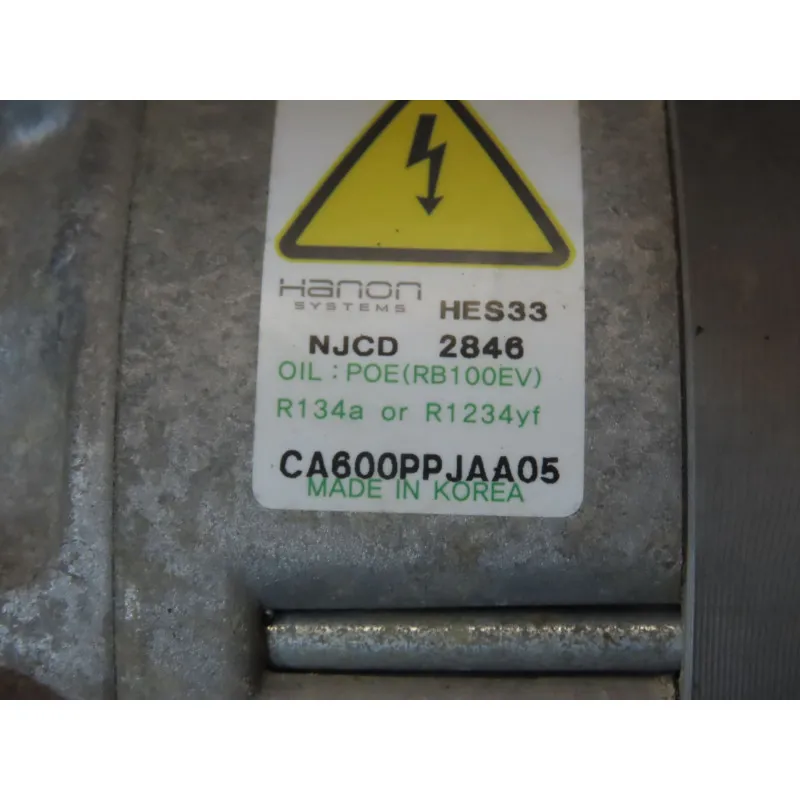 Hanon
SYSTEMS HES33
NJCD 2846
OIL : POE(RB100EV)
R134a or R1234yf
CA600PPJAA05
MADE IN KOREA